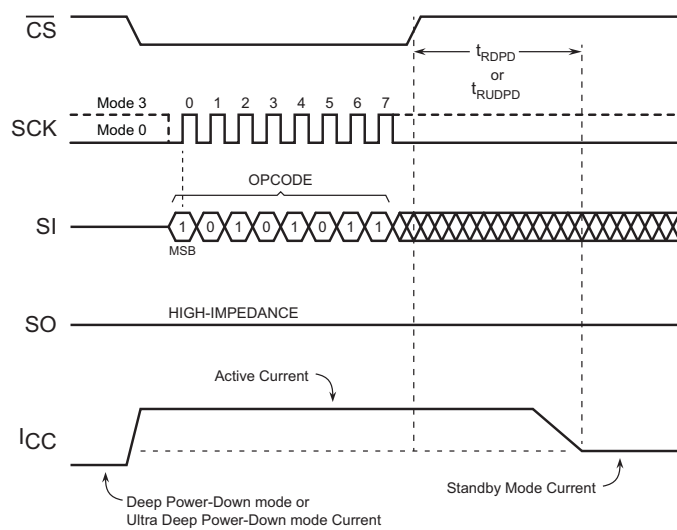 CS
tRDPD
or
tRUDPD
Mode 3
0 1 2 3 4 5 6 7
SCK
Mode 0
OPCODE
SI
1 0 1 0 1 0 1 1
MSB
SO
HIGH-IMPEDANCE
Active Current
ICC
Standby Mode Current
Deep Power-Down mode or
Ultra Deep Power-Down mode Current